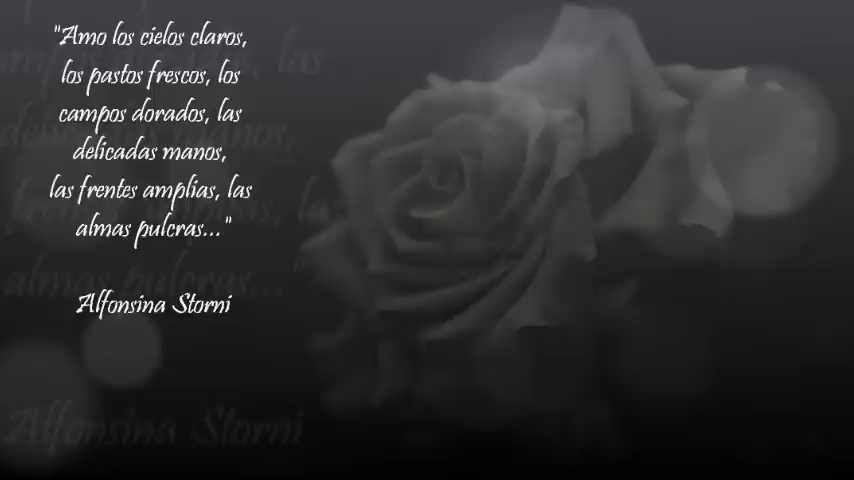 "Amo los cielos claros,
los pastos frescos, los
campos dorados, las
delicadas manos,
las frentes amplias, las
almas pulcras..."
Alfonsina Storni